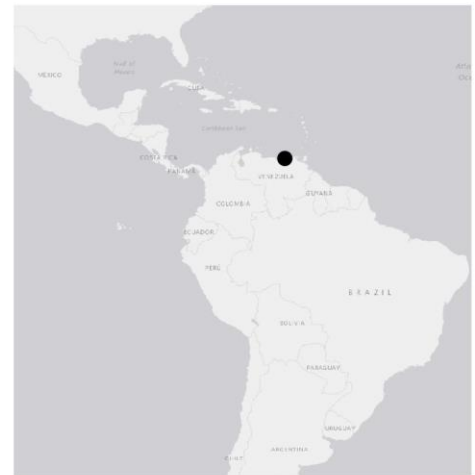 Gulf of
Mexico
MEXICO
CUBA
Caribbean Sea
COSTA RICA
PANAMA
VENEZUELA
GUYANA
COLOMBIA
ECUADOR
PERU
BRAZIL
BOLIVIA
PARAGUAY
URUGUAY
ARGENTINA